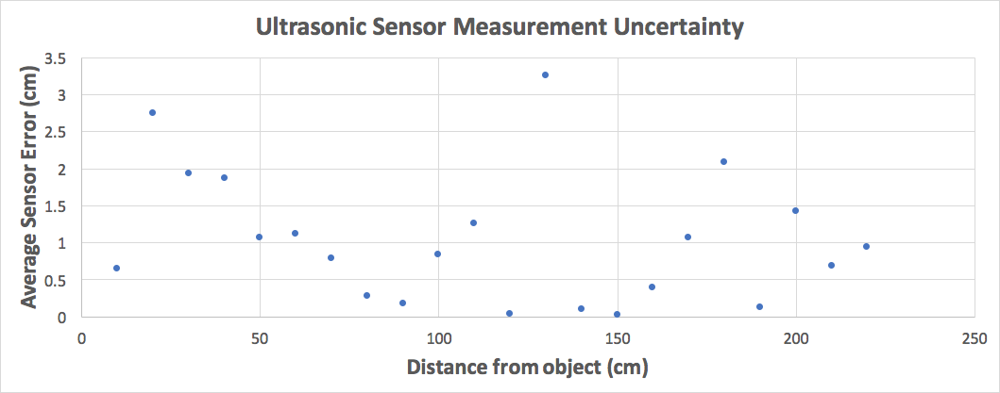 Ultrasonic Sensor Measurement Uncertainty
Average Sensor Error (cm)
3.5
3
2.5
2
1.5
1
0.5
0
0 50 100 150 200 250
Distance from object (cm)